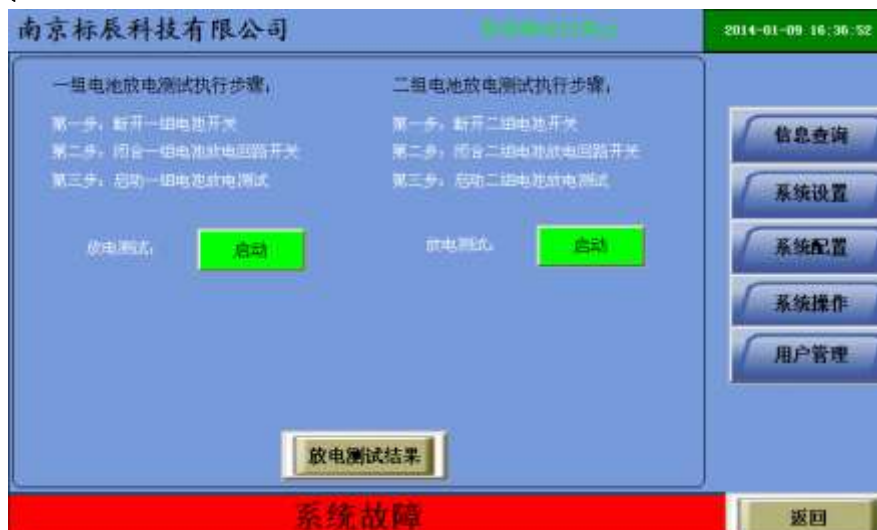 南京标辰科技有限公司
2014-01-09 16:36:52
一组电池放电测试执行步骤：
第一步：断开一组电池开关
第二步：闭合一组电池放电回路开关
第三步：启动一组电池放电测试
放电测试：
启动
二组电池放电测试执行步骤：
第一步：断开二组电池开关
第二步：闭合二组电池放电回路开关
第三步：启动二组电池放电测试
放电测试：
启动
放电测试结果
信息查询
系统设置
系统配置
系统操作
用户管理
系统故障
返回